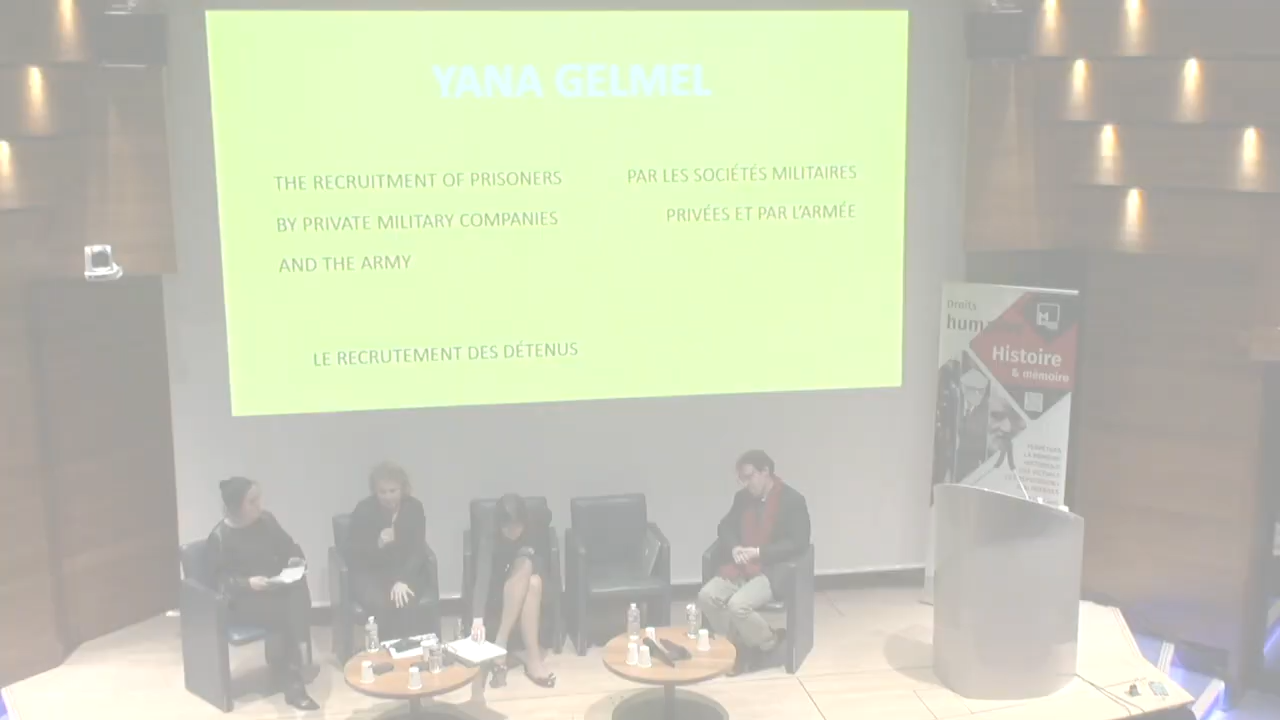 YANA GELMEL
THE RECRUITMENT OF PRISONERS
BY PRIVATE MILITARY COMPANIES
AND THE ARMY
LE RECRUTEMENT DES DÉTENUS
PAR LES SOCIÉTÉS MILITAIRES
PRIVÉES ET PAR L'ARMÉE
Droits
Histoire
& mémoire